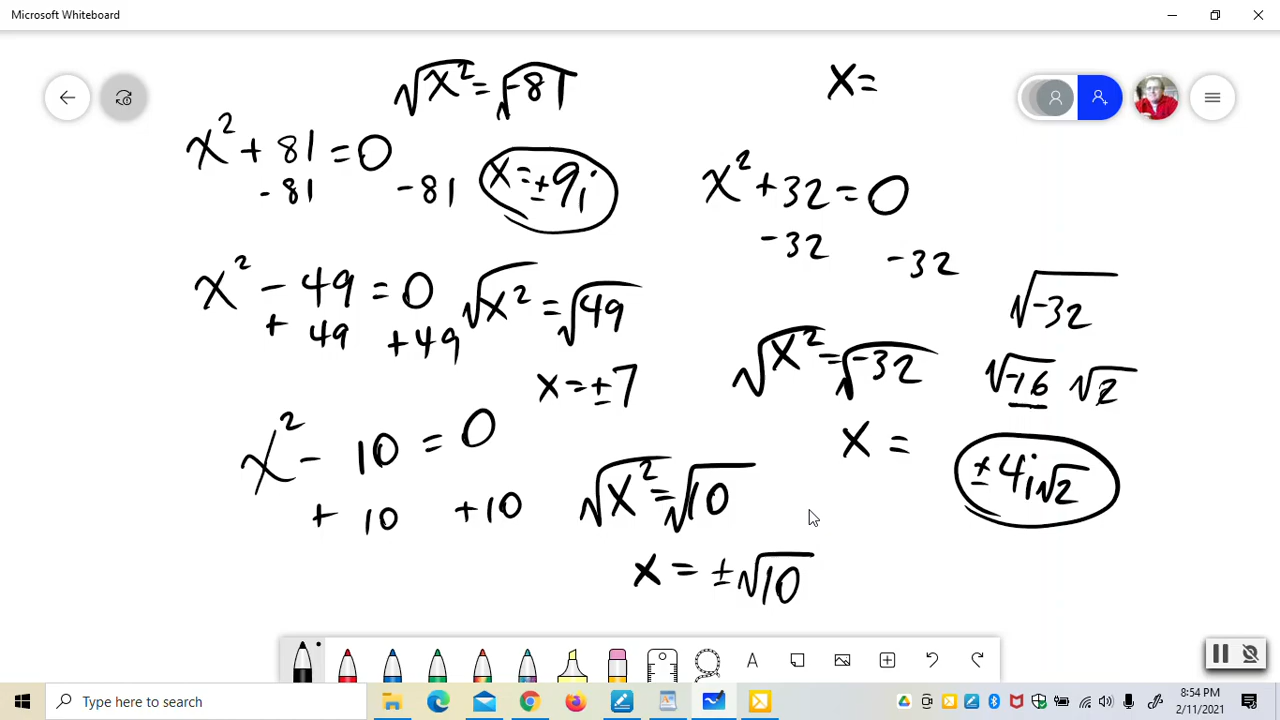 Microsoft Whiteboard
√x² = √-81
x² + 81 = 0
-81 -81
x = ±9i
x² - 49 = 0
+ 49 +49
√x² = √49
x = ±7
x² - 10 = 0
+ 10 +10
√x² = √10
x = ±√10
x =
x² + 32 = 0
-32 -32
√x² = √-32
x =
√-32
√-16 √2
±4i√2
A
Type here to search
8:54 PM
2/11/2021